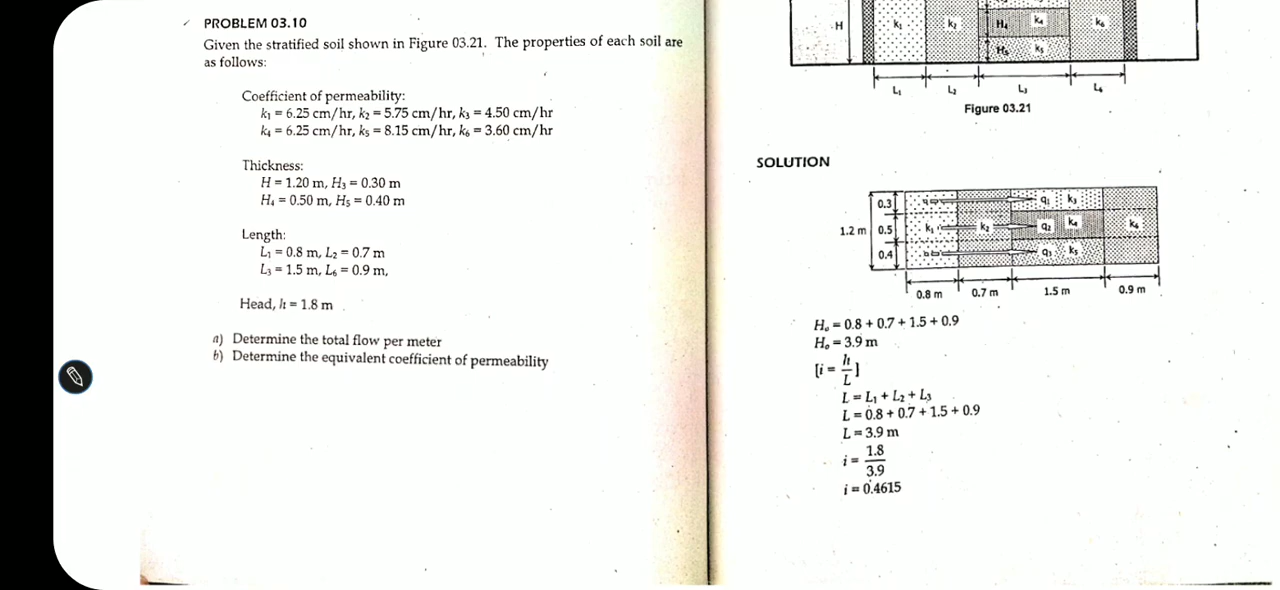 PROBLEM 03.10
Given the stratified soil shown in Figure 03.21. The properties of each soil are
as follows:
Coefficient of permeability:
k₁ = 6.25 cm/hr, k₂ = 5.75 cm/hr, k₃ = 4.50 cm/hr
k₄ = 6.25 cm/hr, k₅ = 8.15 cm/hr, k₆ = 3.60 cm/hr
Thickness:
H = 1.20 m, H₃ = 0.30 m
H₄ = 0.50 m, H₅ = 0.40 m
Length:
L₁ = 0.8 m, L₂ = 0.7 m
L₃ = 1.5 m, L₆ = 0.9 m,
Head, h = 1.8 m
a) Determine the total flow per meter
b) Determine the equivalent coefficient of permeability
H k₁ k₂ H₄ k₄ k₆
H₅ k₅
L₁ L₂ L₃ L₆
Figure 03.21
SOLUTION
0.3 q₁ k₃
1.2 m 0.5 k₁ k₂ q₂ k₄ k₆
0.4 q₃ k₅
0.8 m 0.7 m 1.5 m 0.9 m
Hₒ = 0.8 + 0.7 + 1.5 + 0.9
Hₒ = 3.9 m
[i = h/L]
L = L₁ + L₂ + L₃
L = 0.8 + 0.7 + 1.5 + 0.9
L = 3.9 m
i = 1.8/3.9
i = 0.4615